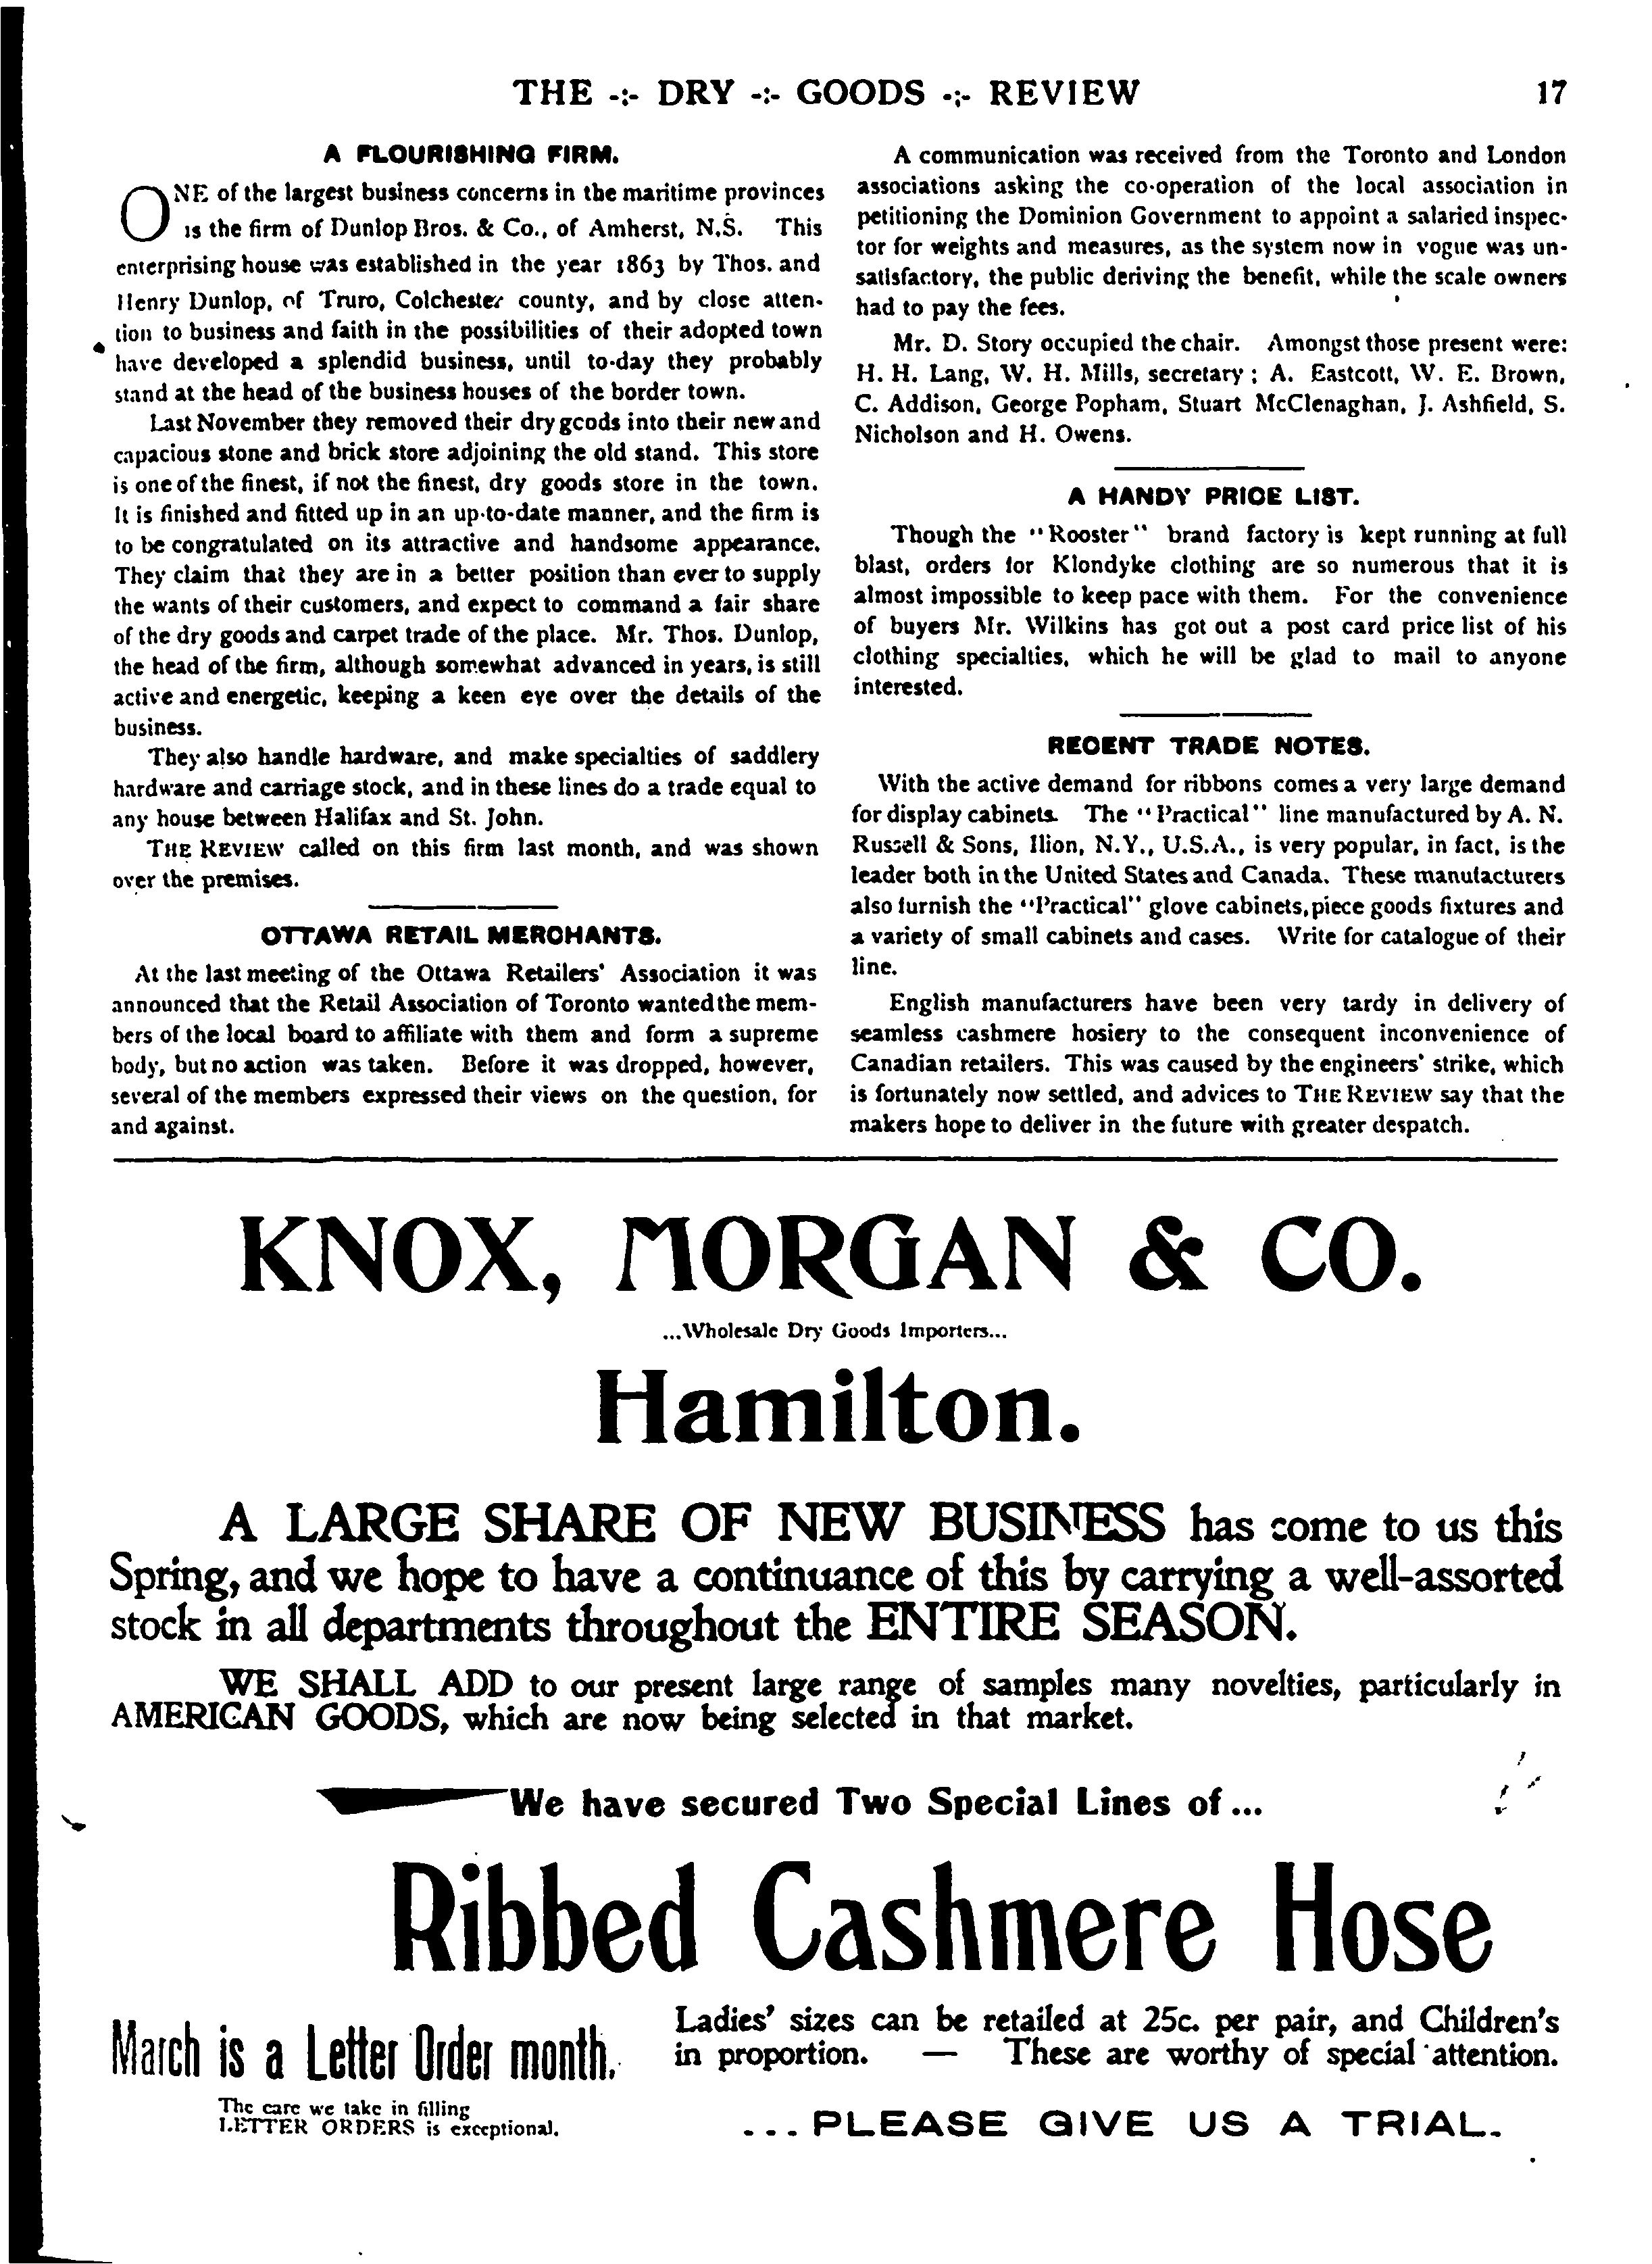 THE -:- DRY -:- GOODS -:- REVIEW 17
A FLOURISHING FIRM.
ONE of the largest business concerns in the maritime provinces
is the firm of Dunlop Bros. & Co., of Amherst, N.S. This
enterprising house was established in the year 1863 by Thos. and
Henry Dunlop, of Truro, Colchester county, and by close atten-
tion to business and faith in the possibilities of their adopted town
have developed a splendid business, until to-day they probably
stand at the head of the business houses of the border town.
Last November they removed their dry goods into their new and
capacious stone and brick store adjoining the old stand. This store
is one of the finest, if not the finest, dry goods store in the town.
It is finished and fitted up in an up-to-date manner, and the firm is
to be congratulated on its attractive and handsome appearance.
They claim that they are in a better position than ever to supply
the wants of their customers, and expect to command a fair share
of the dry goods and carpet trade of the place. Mr. Thos. Dunlop,
the head of the firm, although somewhat advanced in years, is still
active and energetic, keeping a keen eye over the details of the
business.
They also handle hardware, and make specialties of saddlery
hardware and carriage stock, and in these lines do a trade equal to
any house between Halifax and St. John.
THE REVIEW called on this firm last month, and was shown
over the premises.
OTTAWA RETAIL MERCHANTS.
At the last meeting of the Ottawa Retailers' Association it was
announced that the Retail Association of Toronto wanted the mem-
bers of the local board to affiliate with them and form a supreme
body, but no action was taken. Before it was dropped, however,
several of the members expressed their views on the question, for
and against.
A communication was received from the Toronto and London
associations asking the co-operation of the local association in
petitioning the Dominion Government to appoint a salaried inspec-
tor for weights and measures, as the system now in vogue was un-
satisfactory, the public deriving the benefit, while the scale owners
had to pay the fees.
Mr. D. Story occupied the chair. Amongst those present were:
H. H. Lang, W. H. Mills, secretary; A. Eastcott, W. E. Brown,
C. Addison, George Popham, Stuart McClenaghan, J. Ashfield, S.
Nicholson and H. Owens.
A HANDY PRICE LIST.
Though the "Rooster" brand factory is kept running at full
blast, orders for Klondyke clothing are so numerous that it is
almost impossible to keep pace with them. For the convenience
of buyers Mr. Wilkins has got out a post card price list of his
clothing specialties, which he will be glad to mail to anyone
interested.
RECENT TRADE NOTES.
With the active demand for ribbons comes a very large demand
for display cabinets. The "Practical" line manufactured by A. N.
Russell & Sons, Ilion, N.Y., U.S.A., is very popular, in fact, is the
leader both in the United States and Canada. These manufacturers
also furnish the "Practical" glove cabinets, piece goods fixtures and
a variety of small cabinets and cases. Write for catalogue of their
line.
English manufacturers have been very tardy in delivery of
seamless cashmere hosiery to the consequent inconvenience of
Canadian retailers. This was caused by the engineers' strike, which
is fortunately now settled, and advices to THE REVIEW say that the
makers hope to deliver in the future with greater despatch.
KNOX, MORGAN & CO.
...Wholesale Dry Goods Importers...
Hamilton.
A LARGE SHARE OF NEW BUSINESS has come to us this
Spring, and we hope to have a continuance of this by carrying a well-assorted
stock in all departments throughout the ENTIRE SEASON.
WE SHALL ADD to our present large range of samples many novelties, particularly in
AMERICAN GOODS, which are now being selected in that market.
We have secured Two Special Lines of...
Ribbed Cashmere Hose
March is a Letter Order month.
The care we take in filling
LETTER ORDERS is exceptional.
Ladies' sizes can be retailed at 25c. per pair, and Children's
in proportion. — These are worthy of special attention.
... PLEASE GIVE US A TRIAL.